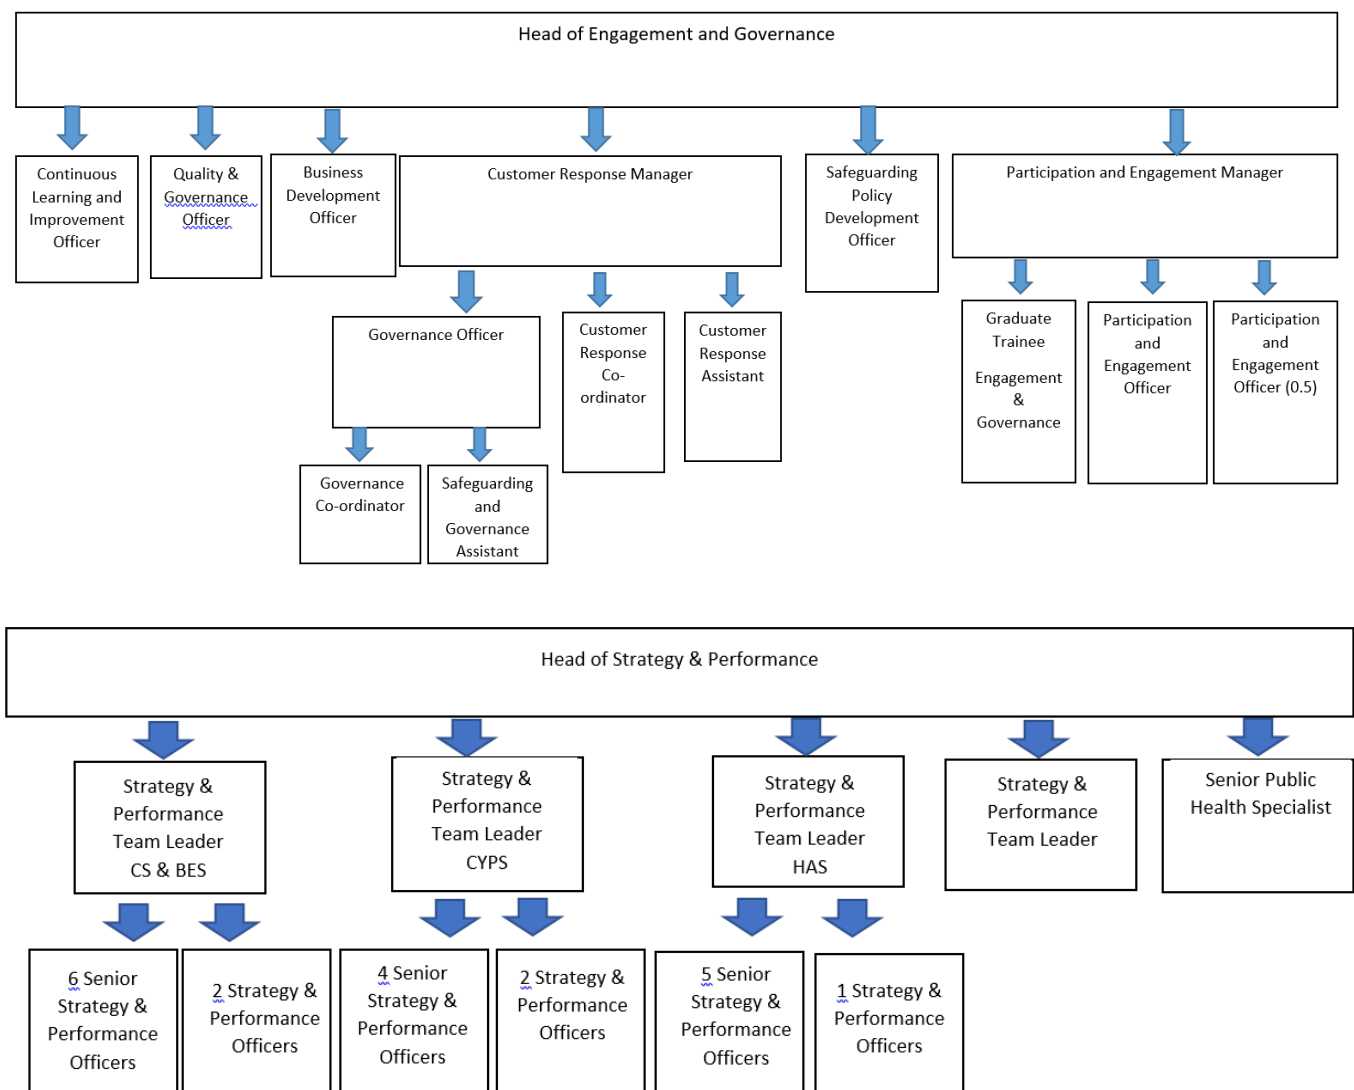 Head of Engagement and Governance
Continuous
Learning and
Improvement
Officer
Quality &
Governance
Officer
Business
Development
Officer
Customer Response Manager
Safeguarding
Policy
Development
Officer
Participation and Engagement Manager
Governance Officer
Customer
Response
Co-
ordinator
Customer
Response
Assistant
Graduate
Trainee
Engagement
&
Governance
Participation
and
Engagement
Officer
Participation
and
Engagement
Officer (0.5)
Governance
Co-ordinator
Safeguarding
and
Governance
Assistant
Head of Strategy & Performance
Strategy &
Performance
Team Leader
CS & BES
Strategy &
Performance
Team Leader
CYPS
Strategy &
Performance
Team Leader
HAS
Strategy &
Performance
Team Leader
Senior Public
Health Specialist
6 Senior
Strategy &
Performance
Officers
2 Strategy &
Performance
Officers
4 Senior
Strategy &
Performance
Officers
2 Strategy &
Performance
Officers
5 Senior
Strategy &
Performance
Officers
1 Strategy &
Performance
Officers